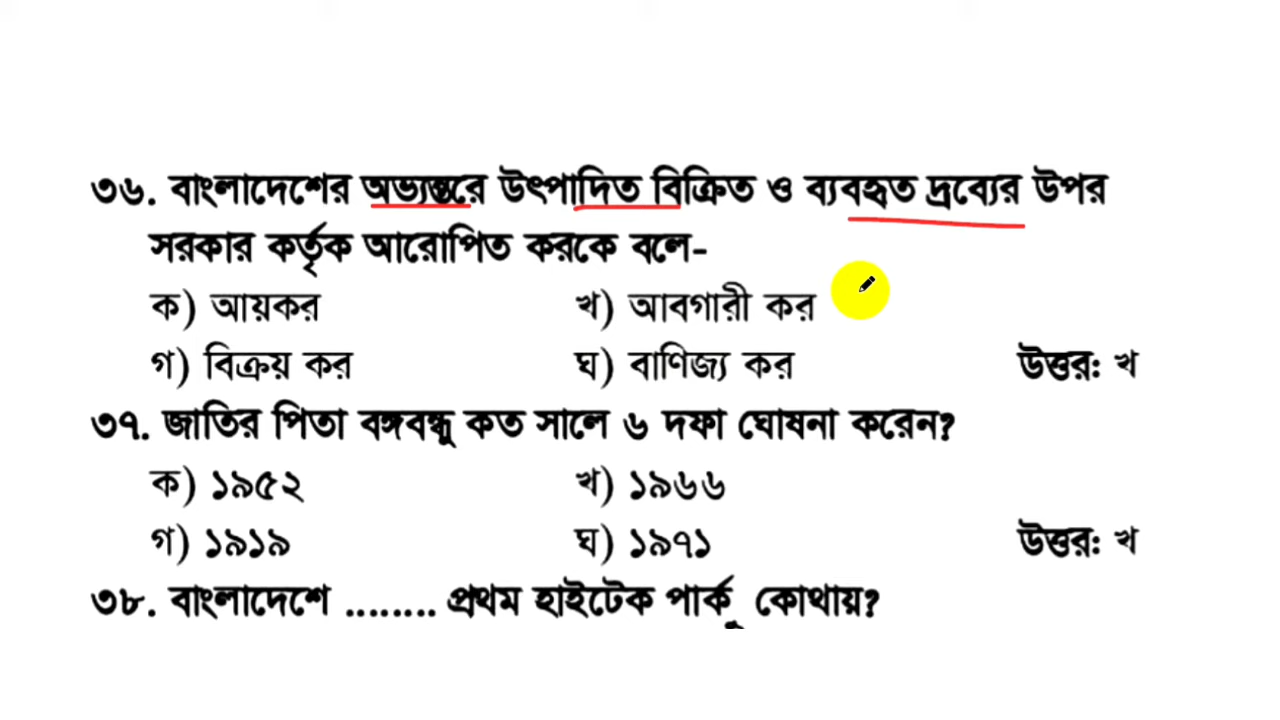 ৩৬. বাংলাদেশের অভ্যন্তরে উৎপাদিত বিক্রিত ও ব্যবহৃত দ্রব্যের উপর
সরকার কর্তৃক আরোপিত করকে বলে-
ক) আয়কর খ) আবগারী কর
গ) বিক্রয় কর ঘ) বাণিজ্য কর উত্তর: খ
৩৭. জাতির পিতা বঙ্গবন্ধু কত সালে ৬ দফা ঘোষনা করেন?
ক) ১৯৫২ খ) ১৯৬৬
গ) ১৯১৯ ঘ) ১৯৭১ উত্তর: খ
৩৮. বাংলাদেশে ........ প্রথম হাইটেক পার্ক কোথায়?